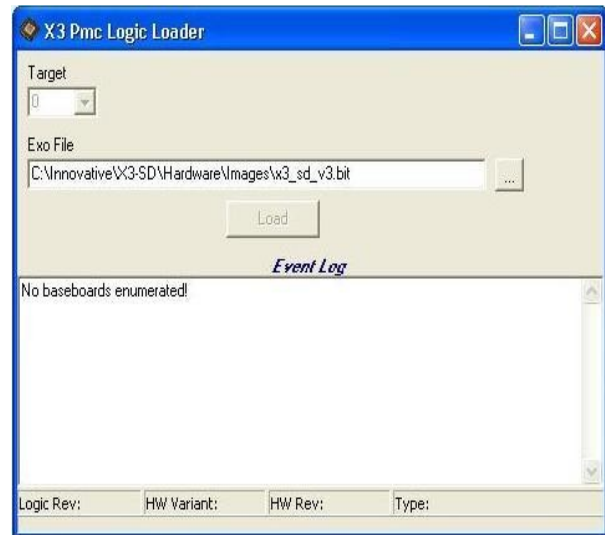 X3 Pmc Logic Loader
Target
0
Exo File
C:\Innovative\X3-SD\Hardware\Images\x3_sd_v3.bit
...
Load
Event Log
No baseboards enumerated!
Logic Rev: HW Variant: HW Rev: Type: